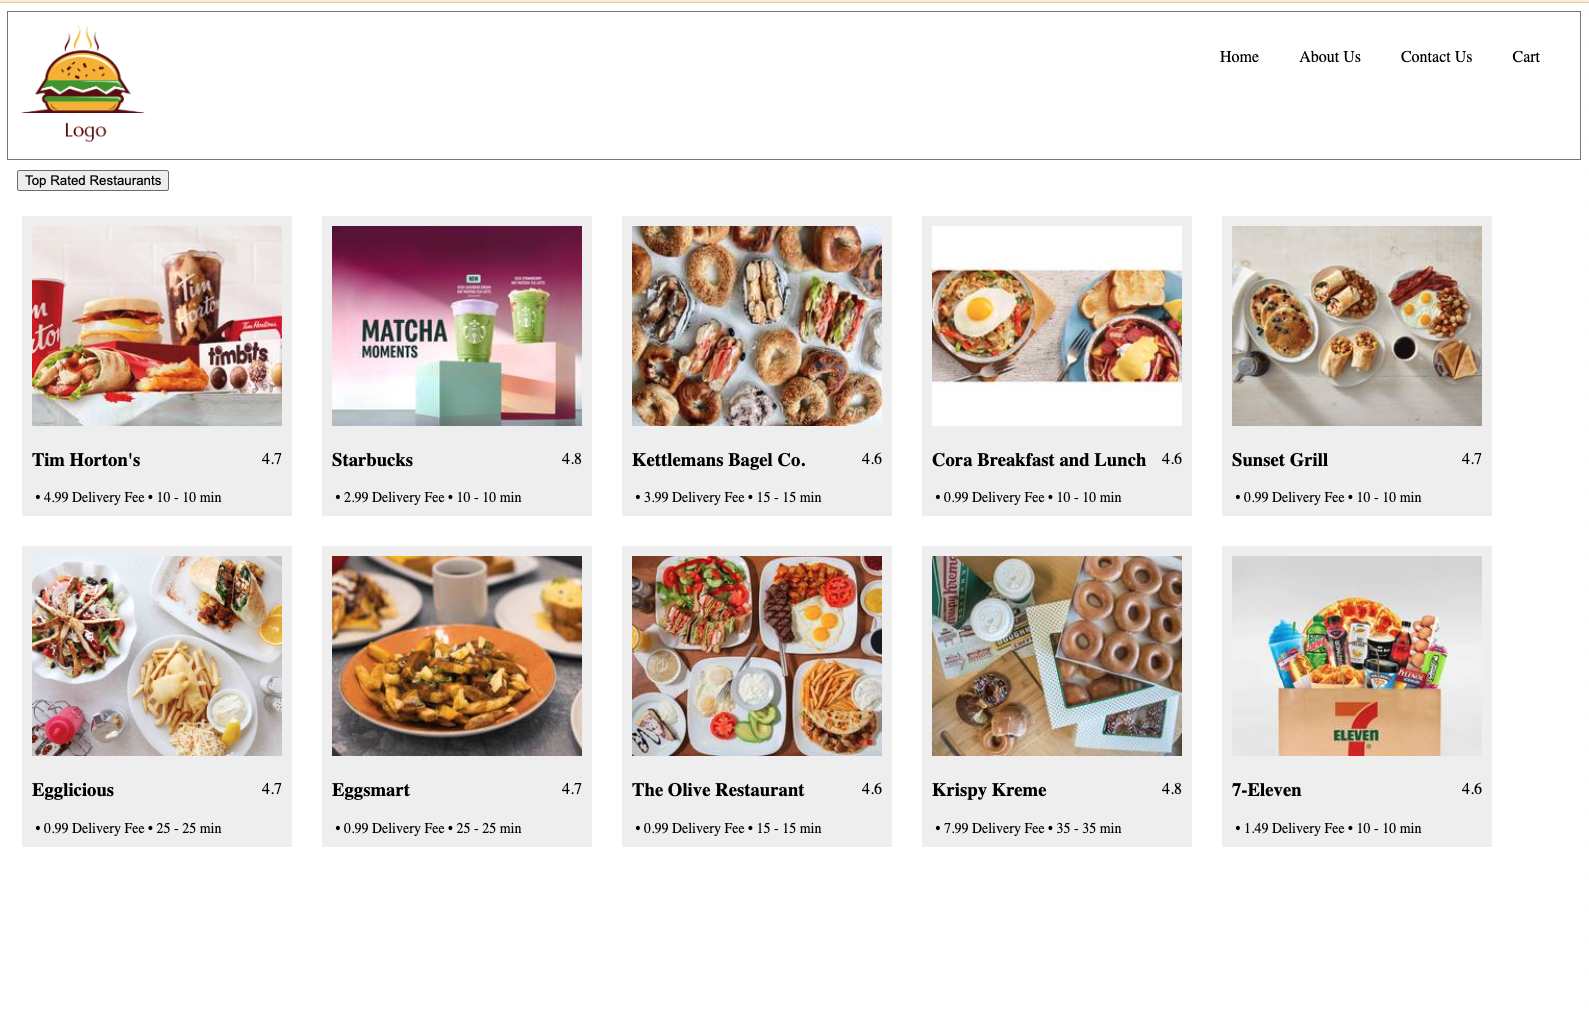 Logo
Home About Us Contact Us Cart
Top Rated Restaurants
Tim Hortons
timbits
MATCHA
MOMENTS
Tim Horton's 4.7
• 4.99 Delivery Fee • 10 - 10 min
Starbucks 4.8
• 2.99 Delivery Fee • 10 - 10 min
Kettlemans Bagel Co. 4.6
• 3.99 Delivery Fee • 15 - 15 min
Cora Breakfast and Lunch 4.6
• 0.99 Delivery Fee • 10 - 10 min
Sunset Grill 4.7
• 0.99 Delivery Fee • 10 - 10 min
7
ELEVEN
Egglicious 4.7
• 0.99 Delivery Fee • 25 - 25 min
Eggsmart 4.7
• 0.99 Delivery Fee • 25 - 25 min
The Olive Restaurant 4.6
• 0.99 Delivery Fee • 15 - 15 min
Krispy Kreme 4.8
• 7.99 Delivery Fee • 35 - 35 min
7-Eleven 4.6
• 1.49 Delivery Fee • 10 - 10 min